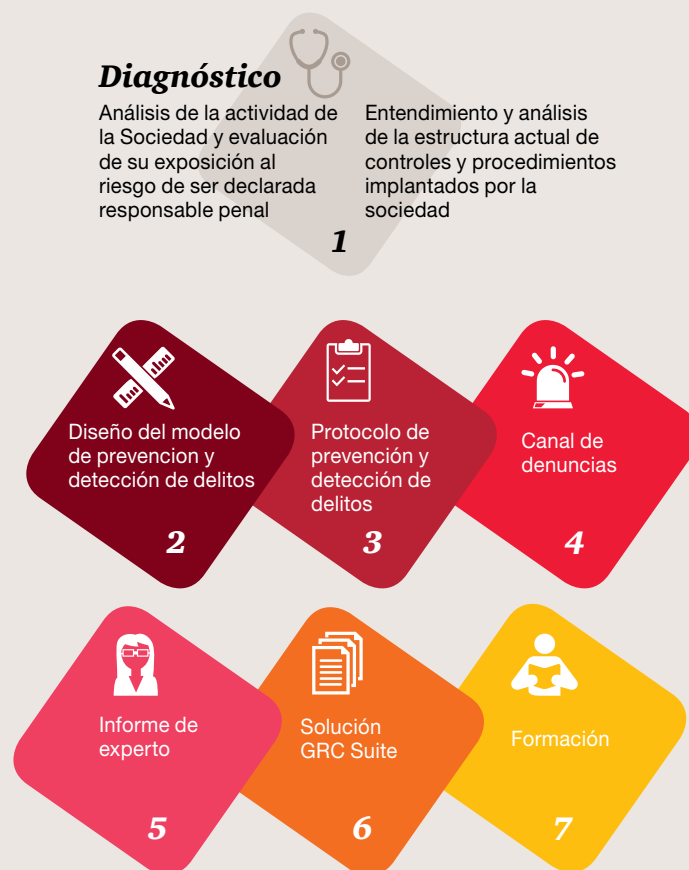 Diagnóstico
Análisis de la actividad de
la Sociedad y evaluación
de su exposición al
riesgo de ser declarada
responsable penal
Entendimiento y análisis
de la estructura actual de
controles y procedimientos
implantados por la
sociedad
1
Diseño del modelo
de prevencion y
detección de delitos
2
Protocolo de
prevención y
detección de
delitos
3
Canal de
denuncias
4
Informe de
experto
5
Solución
GRC Suite
6
Formación
7